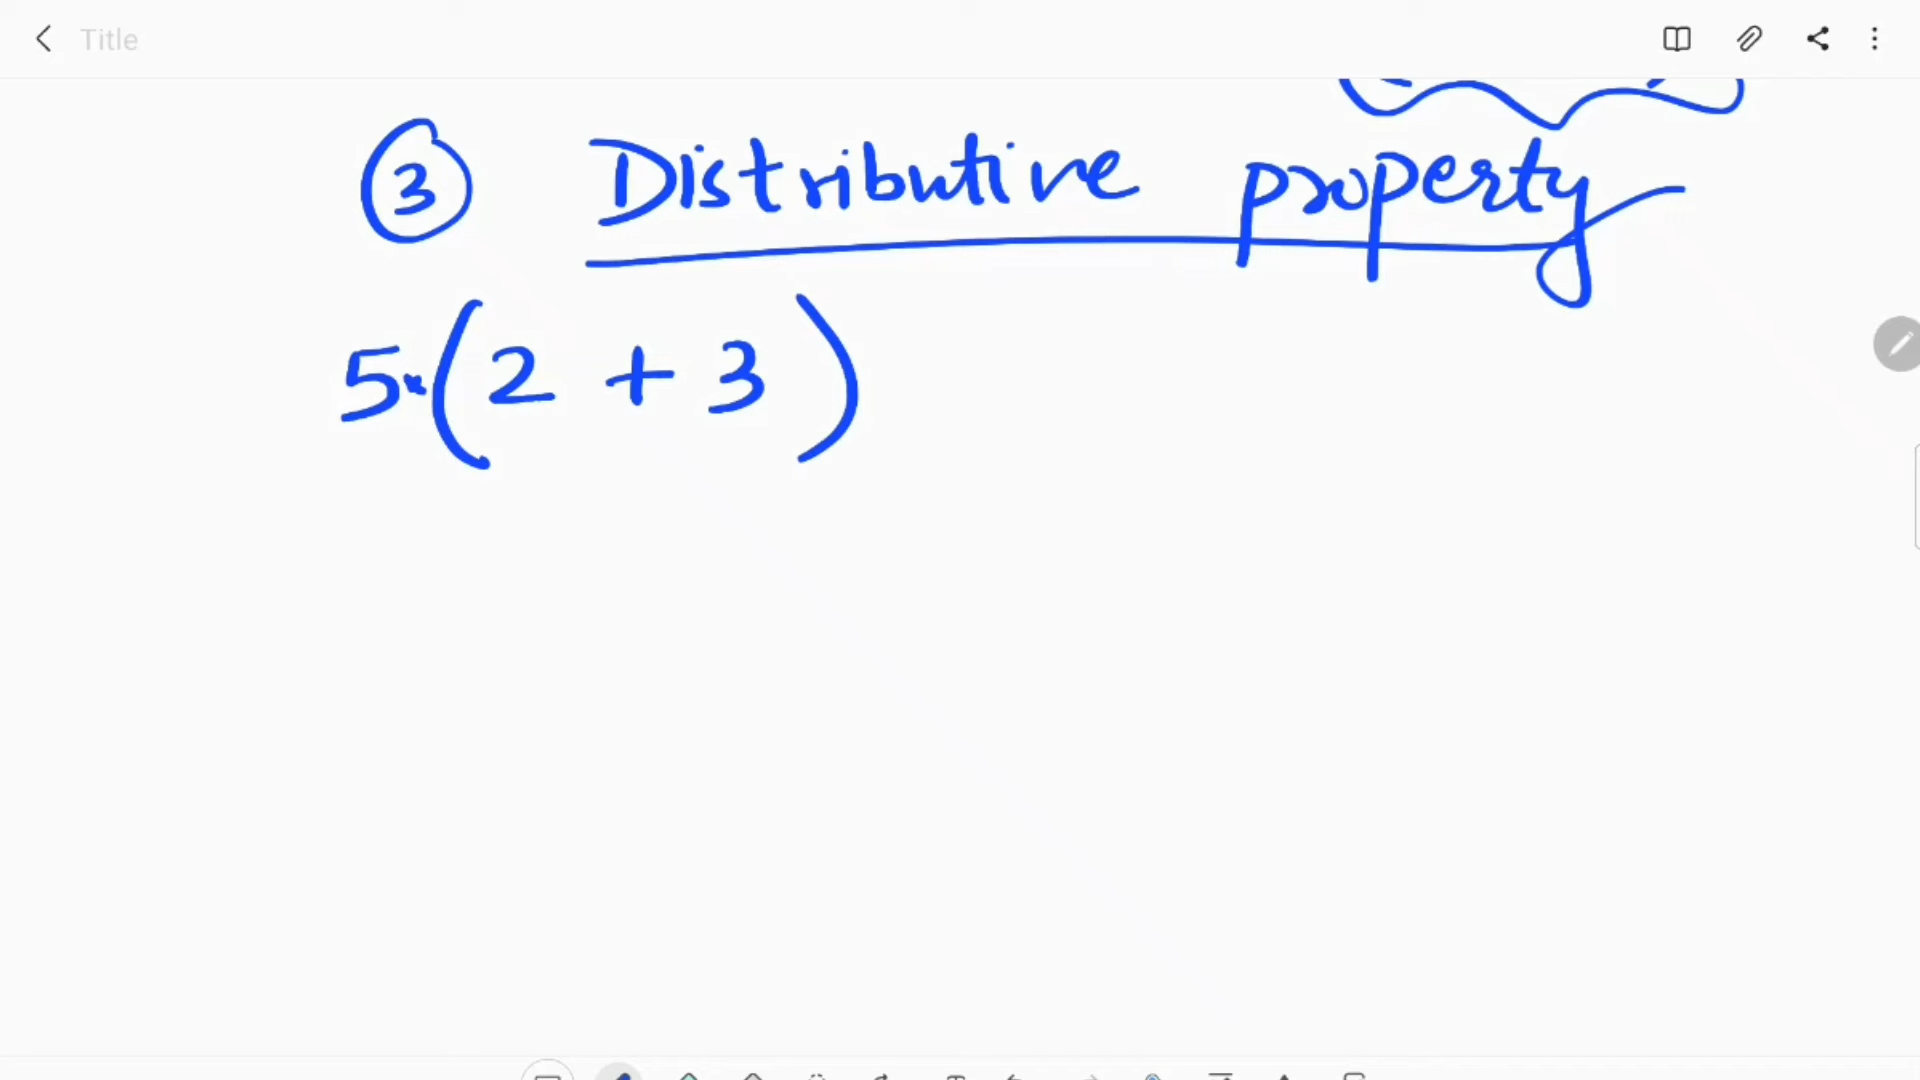 Title
③ Distributive property
5·(2 + 3)